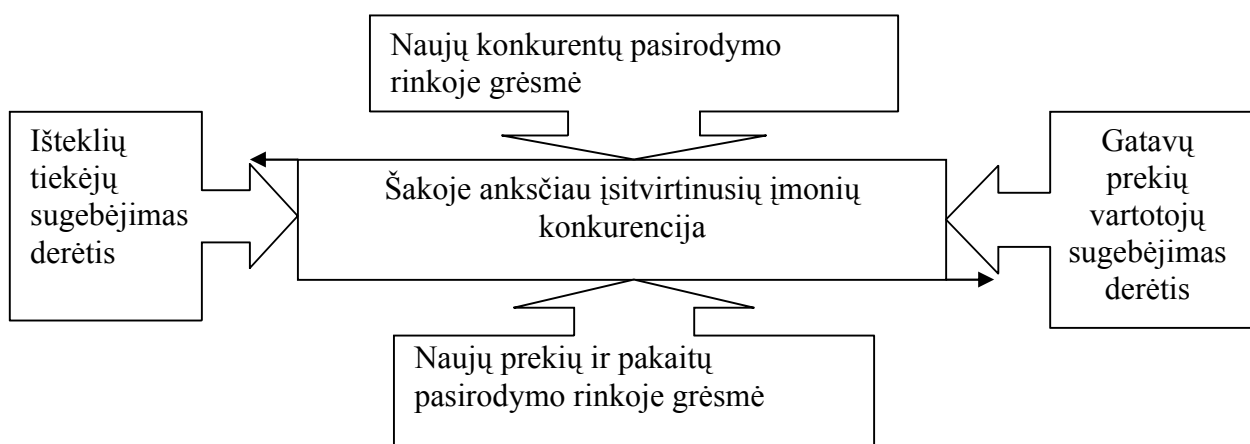 Naujų konkurentų pasirodymo
rinkoje grėsmė
Išteklių
tiekėjų
sugebėjimas
derėtis
Šakoje anksčiau įsitvirtinusių įmonių
konkurencija
Gatavų
prekių
vartotojų
sugebėjimas
derėtis
Naujų prekių ir pakaitų
pasirodymo rinkoje grėsmė